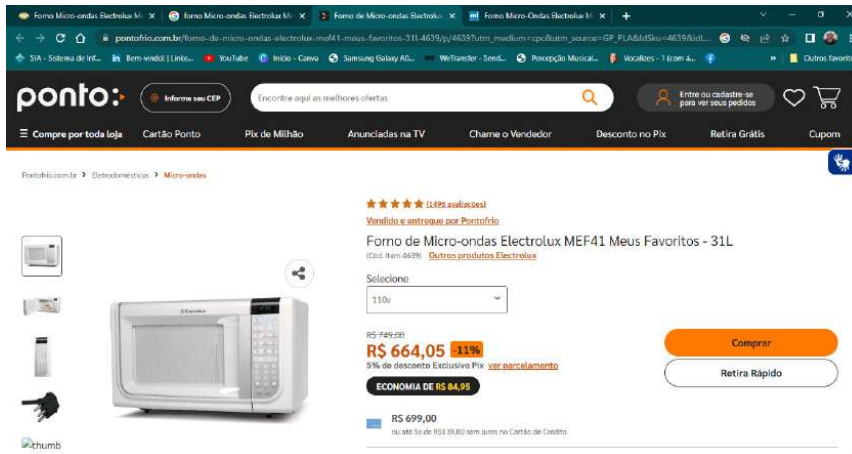 Forno Micro-ondas Electrolux M
forno Micro-ondas Electrolux M
Forno de Micro-ondas Electrolux
Forno Micro-Ondas Electrolux
pontofrio.com.br/forno-de-micro-ondas-electrolux-mef41-meus-favoritos-31l-4639/p/4639?utm_medium=cpc&utm_source=GP_PLA&IdSku=4639&idL...
SIA - Sistema de Inf...
Bem-vindo! | Linke...
YouTube
Início - Canva
Samsung Galaxy A0...
WeTransfer - Send...
Percepção Musical...
Vocalizes - 1 (com a...
»
Outros favoritos
ponto:>
Informe seu CEP
Encontre aqui as melhores ofertas
Entre ou cadastre-se
para ver seus pedidos
Compre por toda loja
Cartão Ponto
Pix de Milhão
Anunciadas na TV
Chame o Vendedor
Desconto no Pix
Retira Grátis
Cupom
Pontofrio.com.br > Eletrodomésticos > Micro-ondas
(1496 avaliações)
Vendido e entregue por Pontofrio
Forno de Micro-ondas Electrolux MEF41 Meus Favoritos - 31L
(Cód. Item 4639) Outros produtos Electrolux
Selecione
110v
R$ 749,00
R$ 664,05 -11%
5% de desconto Exclusivo Pix ver parcelamento
ECONOMIA DE R$ 84,95
R$ 699,00
ou até 5x de R$139,80 sem juros no Cartão de Crédito
Comprar
Retira Rápido
Electrolux
thumb